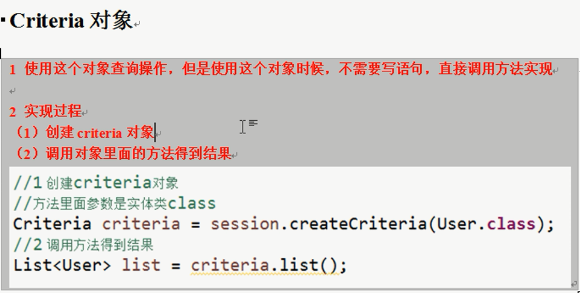 Criteria 对象
1 使用这个对象查询操作，但是使用这个对象时候，不需要写语句，直接调用方法实现
2 实现过程
（1）创建 criteria 对象
（2）调用对象里面的方法得到结果
//1 创建criteria对象
//方法里面参数是实体类class
Criteria criteria = session.createCriteria(User.class);
//2 调用方法得到结果
List<User> list = criteria.list();